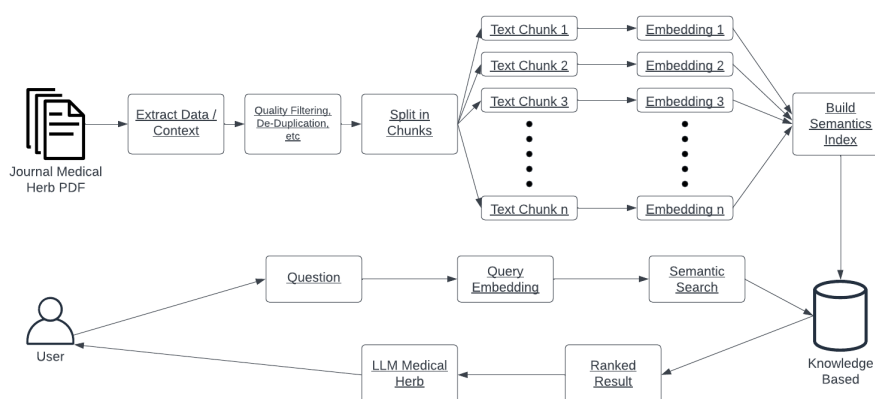 Text Chunk 1
Embedding 1
Text Chunk 2
Embedding 2
Extract Data /
Context
Quality Filtering,
De-Duplication,
etc
Split in
Chunks
Text Chunk 3
Embedding 3
Build
Semantics
Index
Journal Medical
Herb PDF
Text Chunk n
Embedding n
Question
Query
Embedding
Semantic
Search
User
LLM Medical
Herb
Ranked
Result
Knowledge
Based